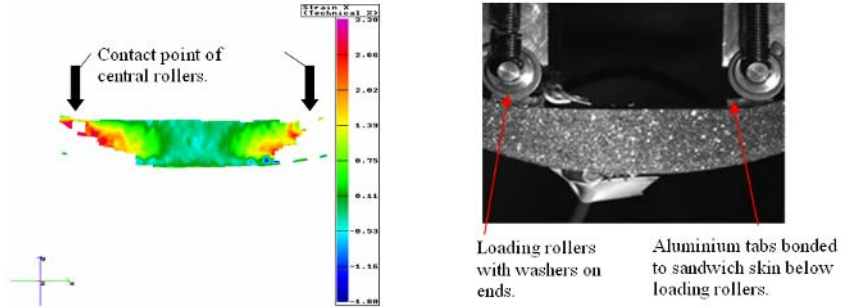 Strain X
(Technical X)
3.30
2.66
2.02
1.39
0.75
0.11
-0.53
-1.16
-1.80
Contact point of
central rollers.
x
Loading rollers
with washers on
ends.
Aluminium tabs bonded
to sandwich skin below
loading rollers.